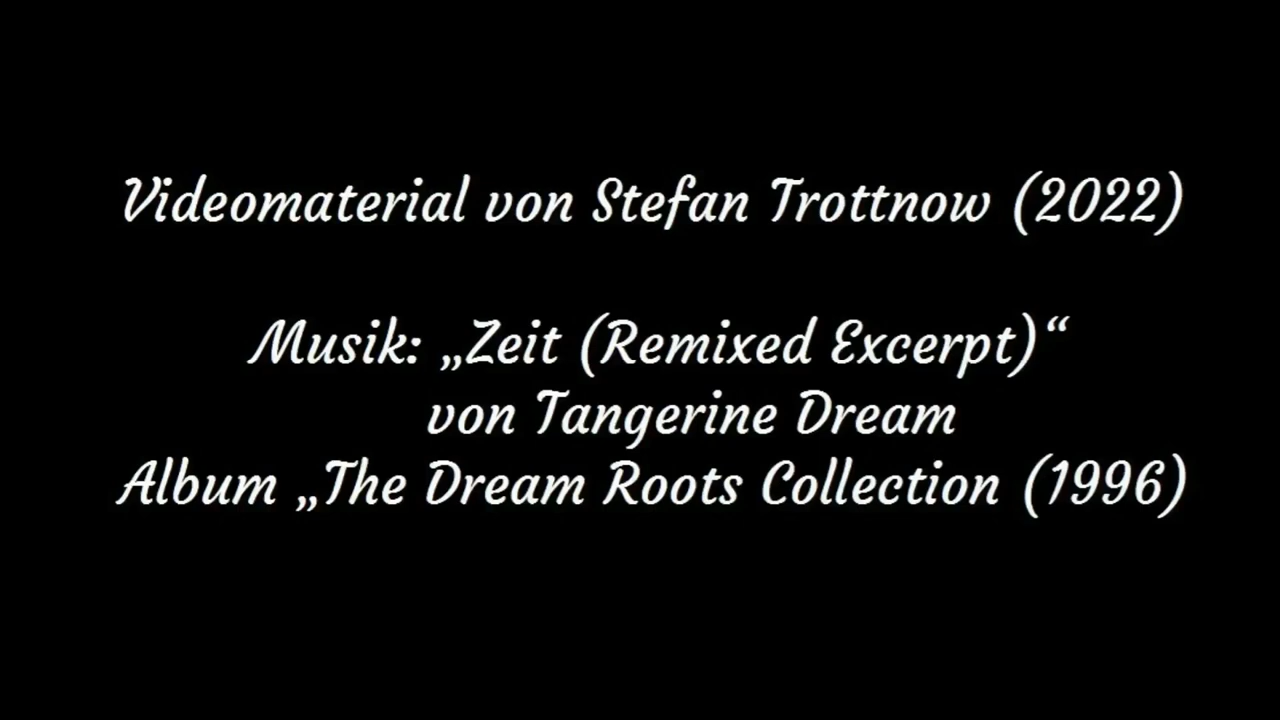 Videomaterial von Stefan Trottnow (2022)
Musik: „Zeit (Remixed Excerpt)“
von Tangerine Dream
Album „The Dream Roots Collection (1996)